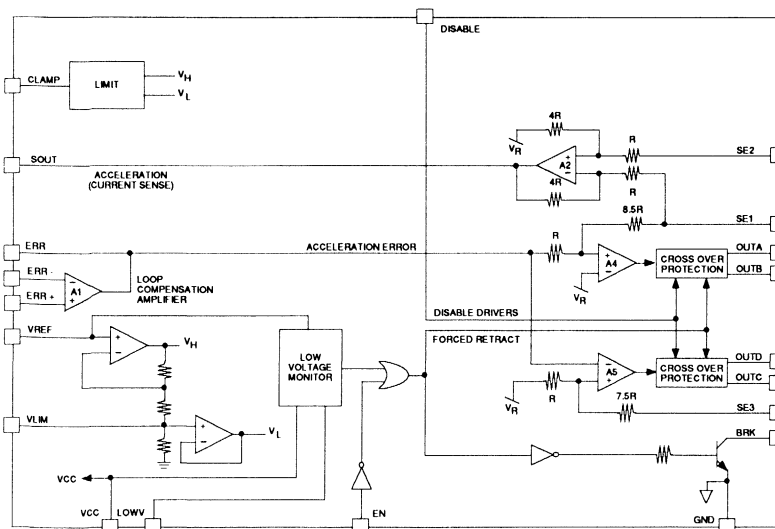 DISABLE
CLAMP
LIMIT
VH
VL
4R
VR
R
SE2
A2
+
−
SOUT
ACCELERATION
(CURRENT SENSE)
4R
R
8.5R
SE1
ERR
ACCELERATION ERROR
R
OUTA
+
A4
−
CROSS OVER
PROTECTION
OUTB
ERR -
−
A1
+
LOOP
COMPENSATION
AMPLIFIER
VR
ERR +
DISABLE DRIVERS
VREF
FORCED RETRACT
+
−
VH
LOW
VOLTAGE
MONITOR
OUTD
−
A5
+
CROSS OVER
PROTECTION
OUTC
VR
R
7.5R
SE3
VLIM
+
−
VL
BRK
VCC
VCC
LOWV
EN
GND